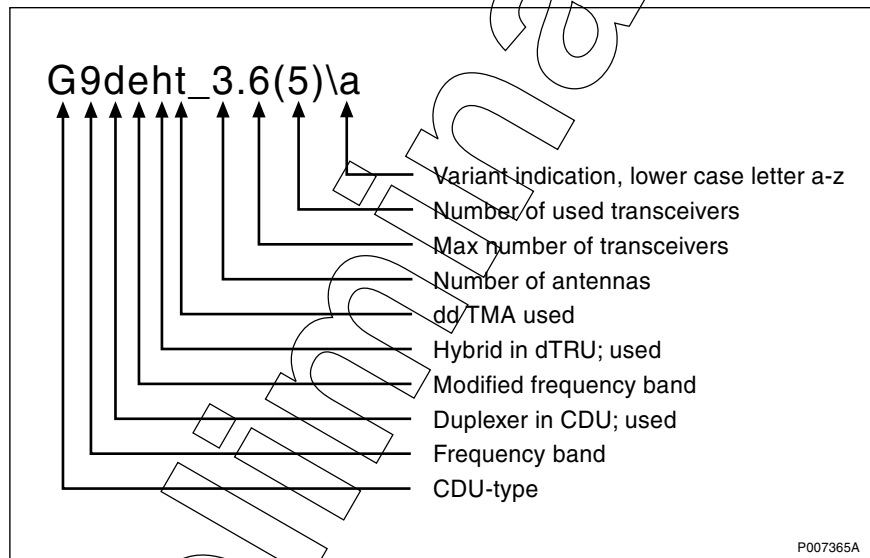 G9deht_3.6(5)\a
Variant indication, lower case letter a-z
Number of used transceivers
Max number of transceivers
Number of antennas
dd TMA used
Hybrid in dTRU; used
Modified frequency band
Duplexer in CDU; used
Frequency band
CDU-type
P007365A